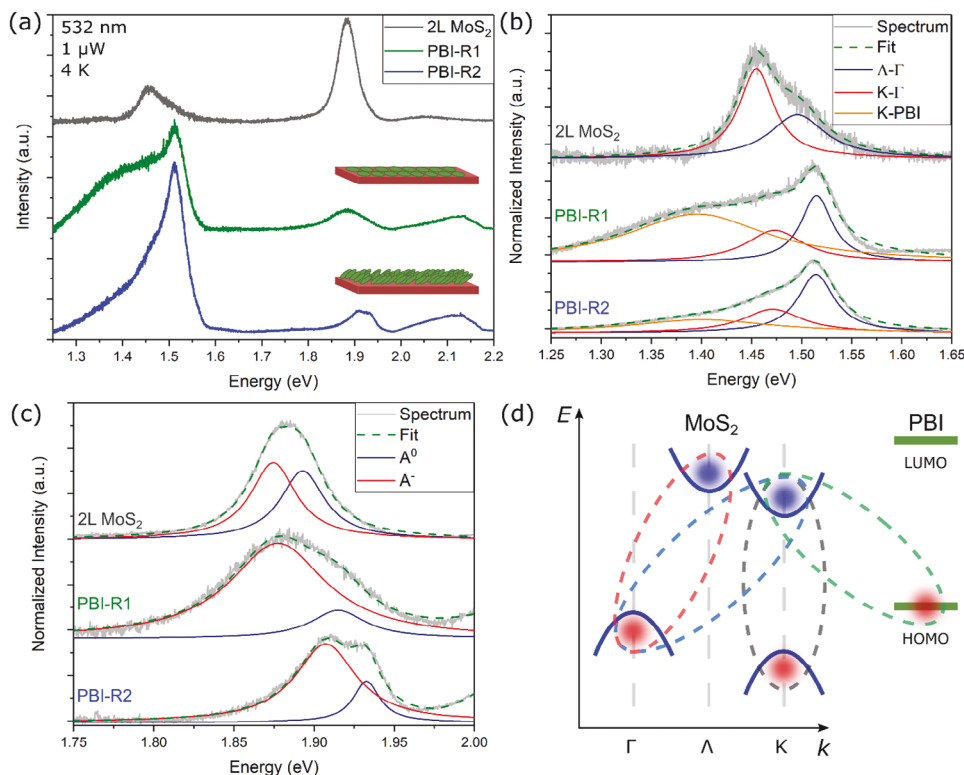 (a)
532 nm
1 µW
4 K
2L MoS₂
PBI-R1
PBI-R2
Intensity (a.u.)
1.3 1.4 1.5 1.6 1.7 1.8 1.9 2.0 2.1 2.2
Energy (eV)
(b)
Spectrum
Fit
Λ-Γ
K-Γ
K-PBI
2L MoS₂
PBI-R1
PBI-R2
Normalized Intensity (a.u.)
1.25 1.30 1.35 1.40 1.45 1.50 1.55 1.60 1.65
Energy (eV)
(c)
Spectrum
Fit
A⁰
A⁻
2L MoS₂
PBI-R1
PBI-R2
Normalized Intensity (a.u.)
1.75 1.80 1.85 1.90 1.95 2.00
Energy (eV)
(d)
E
MoS₂
PBI
LUMO
HOMO
Γ Λ K k